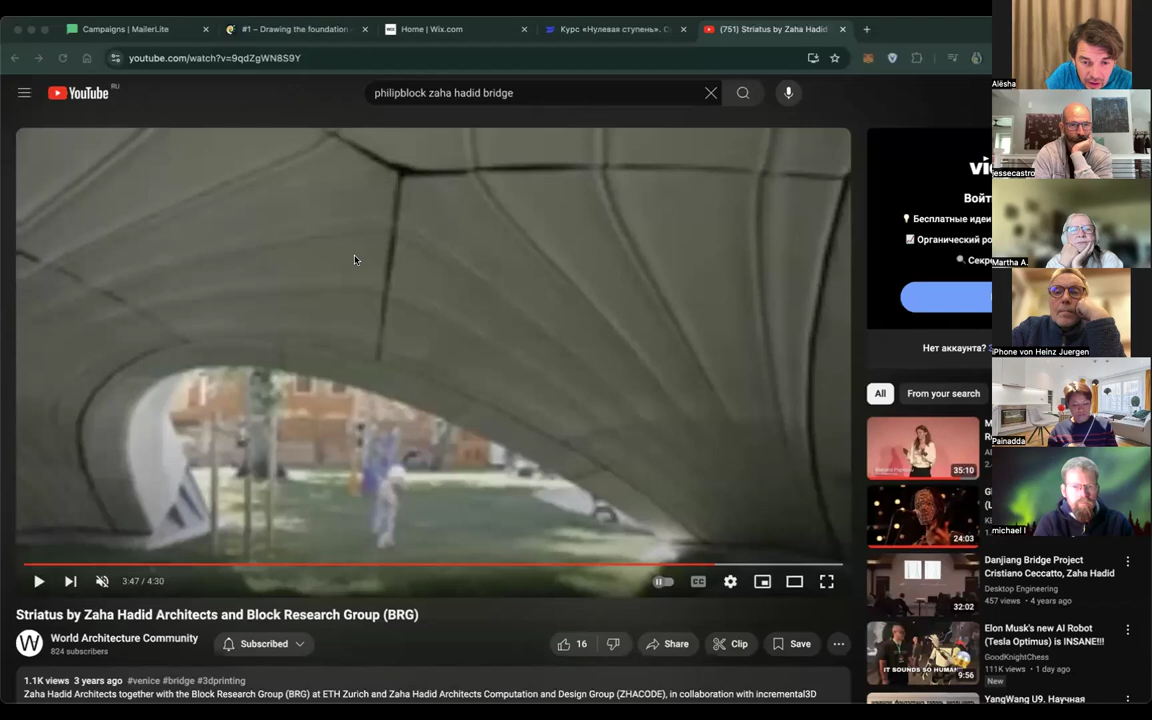 Campaigns | MailerLite
#1 – Drawing the foundation
Home | Wix.com
Курс «Нулевая ступень». С
(751) Striatus by Zaha Hadid
youtube.com/watch?v=9qdZgWN8S9Y
YouTube RU
philipblock zaha hadid bridge
Войт
Бесплатные идеи
Органический ро
Секре
Нет аккаунта?
All
From your search
35:10
24:03
32:02
Danjiang Bridge Project
Cristiano Ceccatto, Zaha Hadid
Desktop Engineering
457 views • 4 years ago
9:56
Elon Musk's new AI Robot
(Tesla Optimus) is INSANE!!!
GoodKnightChess
111K views • 1 day ago
New
YangWang U9. Научная
3:47 / 4:30
CC
Striatus by Zaha Hadid Architects and Block Research Group (BRG)
W
World Architecture Community
824 subscribers
Subscribed
16
Share
Clip
Save
1.1K views 3 years ago #venice #bridge #3dprinting
Zaha Hadid Architects together with the Block Research Group (BRG) at ETH Zurich and Zaha Hadid Architects Computation and Design Group (ZHACODE), in collaboration with incremental3D
Alësha
essecastro
Martha A.
iPhone von Heinz Juergen
Painadda
michael l